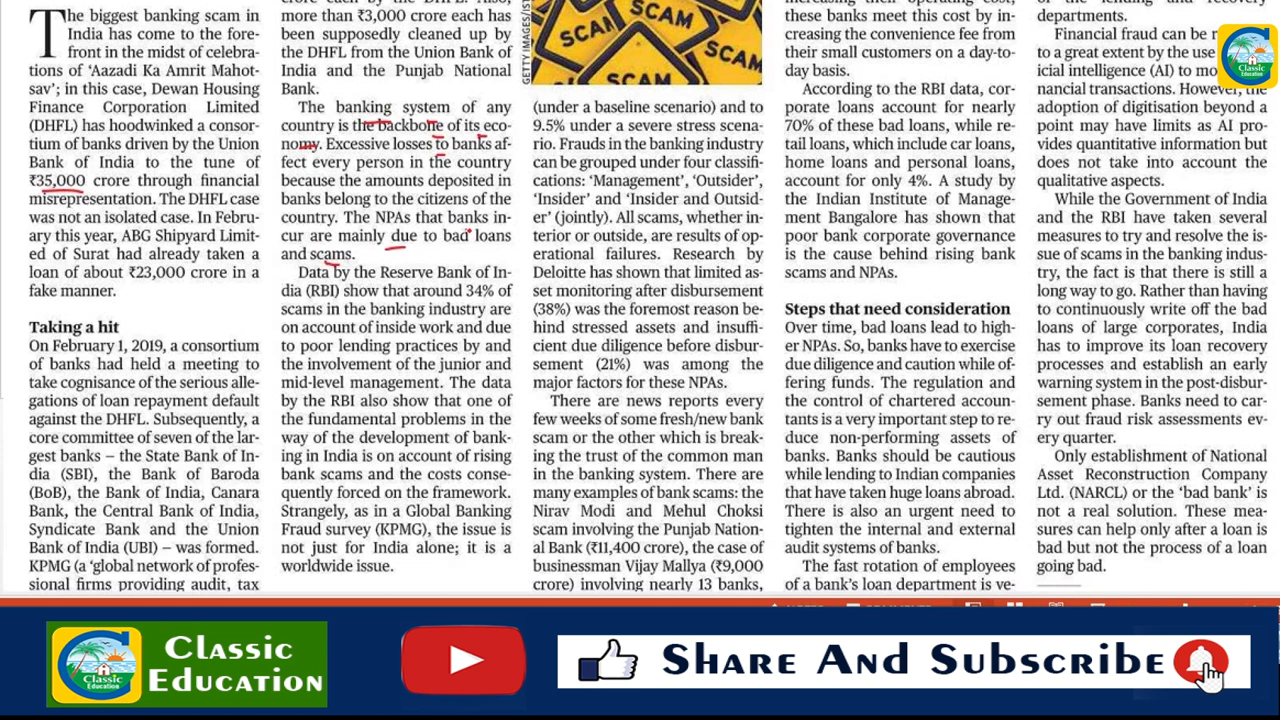 The biggest banking scam in
India has come to the fore-
front in the midst of celebra-
tions of ‘Aazadi Ka Amrit Mahot-
sav’; in this case, Dewan Housing
Finance Corporation Limited
(DHFL) has hoodwinked a consor-
tium of banks driven by the Union
Bank of India to the tune of
₹35,000 crore through financial
misrepresentation. The DHFL case
was not an isolated case. In Febru-
ary this year, ABG Shipyard Limit-
ed of Surat had already taken a
loan of about ₹23,000 crore in a
fake manner.
Taking a hit
On February 1, 2019, a consortium
of banks had held a meeting to
take cognisance of the serious alle-
gations of loan repayment default
against the DHFL. Subsequently, a
core committee of seven of the lar-
gest banks – the State Bank of In-
dia (SBI), the Bank of Baroda
(BoB), the Bank of India, Canara
Bank, the Central Bank of India,
Syndicate Bank and the Union
Bank of India (UBI) – was formed.
KPMG (a ‘global network of profes-
sional firms providing audit, tax
crore each by the DHFL. Also,
more than ₹3,000 crore each has
been supposedly cleaned up by
the DHFL from the Union Bank of
India and the Punjab National
Bank.
The banking system of any
country is the backbone of its eco-
nomy. Excessive losses to banks af-
fect every person in the country
because the amounts deposited in
banks belong to the citizens of the
country. The NPAs that banks in-
cur are mainly due to bad loans
and scams.
Data by the Reserve Bank of In-
dia (RBI) show that around 34% of
scams in the banking industry are
on account of inside work and due
to poor lending practices by and
the involvement of the junior and
mid-level management. The data
by the RBI also show that one of
the fundamental problems in the
way of the development of bank-
ing in India is on account of rising
bank scams and the costs conse-
quently forced on the framework.
Strangely, as in a Global Banking
Fraud survey (KPMG), the issue is
not just for India alone; it is a
worldwide issue.
GETTY IMAGES/IST
SCAM
SCAM
SCAM
SCAM
(under a baseline scenario) and to
9.5% under a severe stress scena-
rio. Frauds in the banking industry
can be grouped under four classifi-
cations: ‘Management’, ‘Outsider’,
‘Insider’ and ‘Insider and Outsid-
er’ (jointly). All scams, whether in-
terior or outside, are results of op-
erational failures. Research by
Deloitte has shown that limited as-
set monitoring after disbursement
(38%) was the foremost reason be-
hind stressed assets and insuffi-
cient due diligence before disbur-
sement (21%) was among the
major factors for these NPAs.
There are news reports every
few weeks of some fresh/new bank
scam or the other which is break-
ing the trust of the common man
in the banking system. There are
many examples of bank scams: the
Nirav Modi and Mehul Choksi
scam involving the Punjab Nation-
al Bank (₹11,400 crore), the case of
businessman Vijay Mallya (₹9,000
crore) involving nearly 13 banks,
increasing their operating cost,
these banks meet this cost by in-
creasing the convenience fee from
their small customers on a day-to-
day basis.
According to the RBI data, cor-
porate loans account for nearly
70% of these bad loans, while re-
tail loans, which include car loans,
home loans and personal loans,
account for only 4%. A study by
the Indian Institute of Manage-
ment Bangalore has shown that
poor bank corporate governance
is the cause behind rising bank
scams and NPAs.
Steps that need consideration
Over time, bad loans lead to high-
er NPAs. So, banks have to exercise
due diligence and caution while of-
fering funds. The regulation and
the control of chartered accoun-
tants is a very important step to re-
duce non-performing assets of
banks. Banks should be cautious
while lending to Indian companies
that have taken huge loans abroad.
There is also an urgent need to
tighten the internal and external
audit systems of banks.
The fast rotation of employees
of a bank’s loan department is ve-
of the lending and recovery
departments.
Financial fraud can be r
to a great extent by the use
icial intelligence (AI) to mo
nancial transactions. However, the
adoption of digitisation beyond a
point may have limits as AI pro-
vides quantitative information but
does not take into account the
qualitative aspects.
While the Government of India
and the RBI have taken several
measures to try and resolve the is-
sue of scams in the banking indus-
try, the fact is that there is still a
long way to go. Rather than having
to continuously write off the bad
loans of large corporates, India
has to improve its loan recovery
processes and establish an early
warning system in the post-disbur-
sement phase. Banks need to car-
ry out fraud risk assessments ev-
ery quarter.
Only establishment of National
Asset Reconstruction Company
Ltd. (NARCL) or the ‘bad bank’ is
not a real solution. These mea-
sures can help only after a loan is
bad but not the process of a loan
going bad.
Classic
Education
Classic
Education
Classic
Education
Share And Subscribe